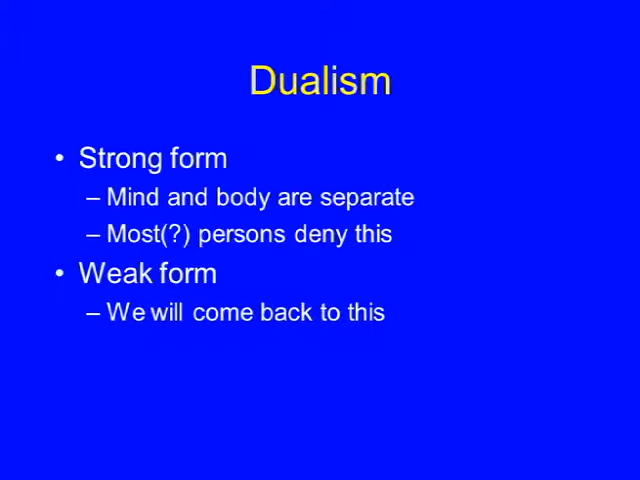 Dualism
• Strong form
– Mind and body are separate
– Most(?) persons deny this
• Weak form
– We will come back to this